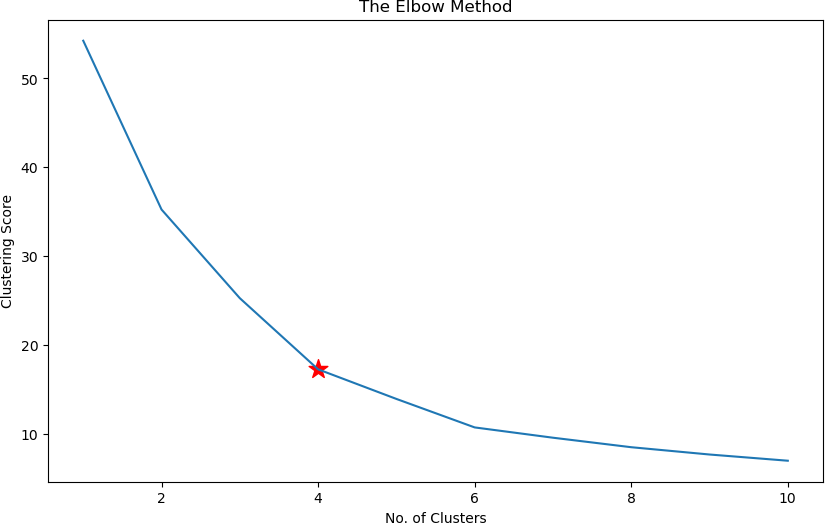 The Elbow Method
50
40
30
20
10
Clustering Score
2 4 6 8 10
No. of Clusters